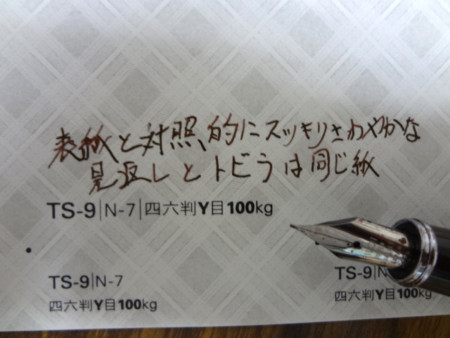 表紙と対照的にスッキリさわやかな
見返しとトビラは同じ紙
TS-9|N-7|四六判Y目100kg
TS-9|N-7
四六判Y目100kg
TS-9|N
四六判Y目100kg